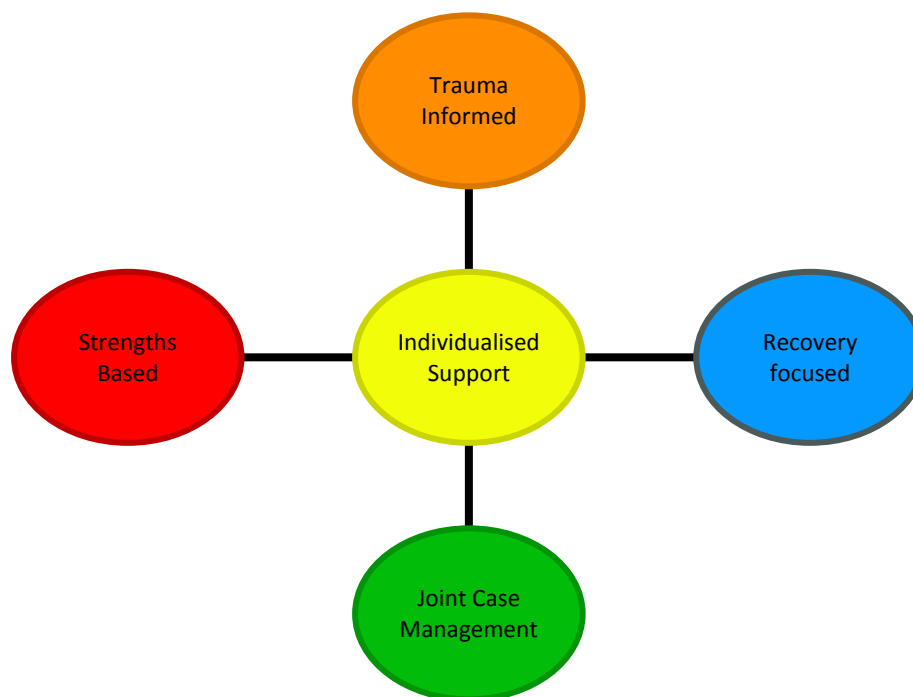 Trauma
Informed
Strengths
Based
Individualised
Support
Recovery
focused
Joint Case
Management